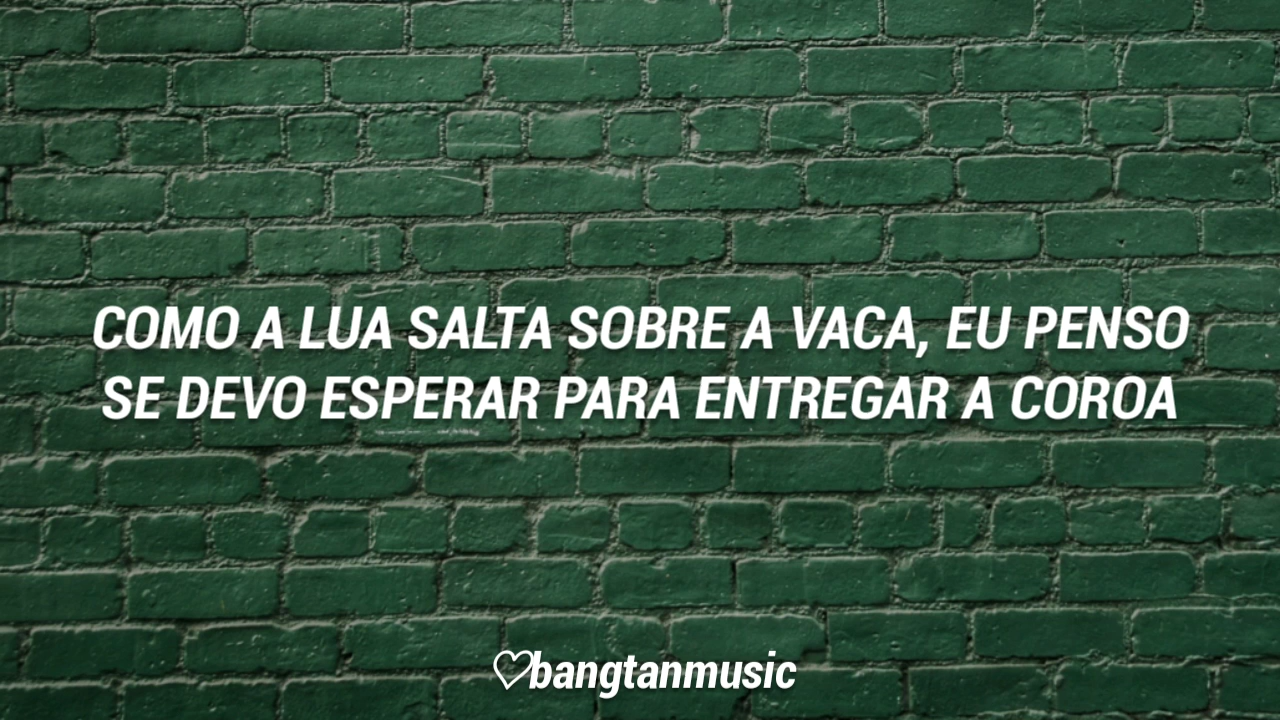 COMO A LUA SALTA SOBRE A VACA, EU PENSO
SE DEVO ESPERAR PARA ENTREGAR A COROA
♡bangtanmusic